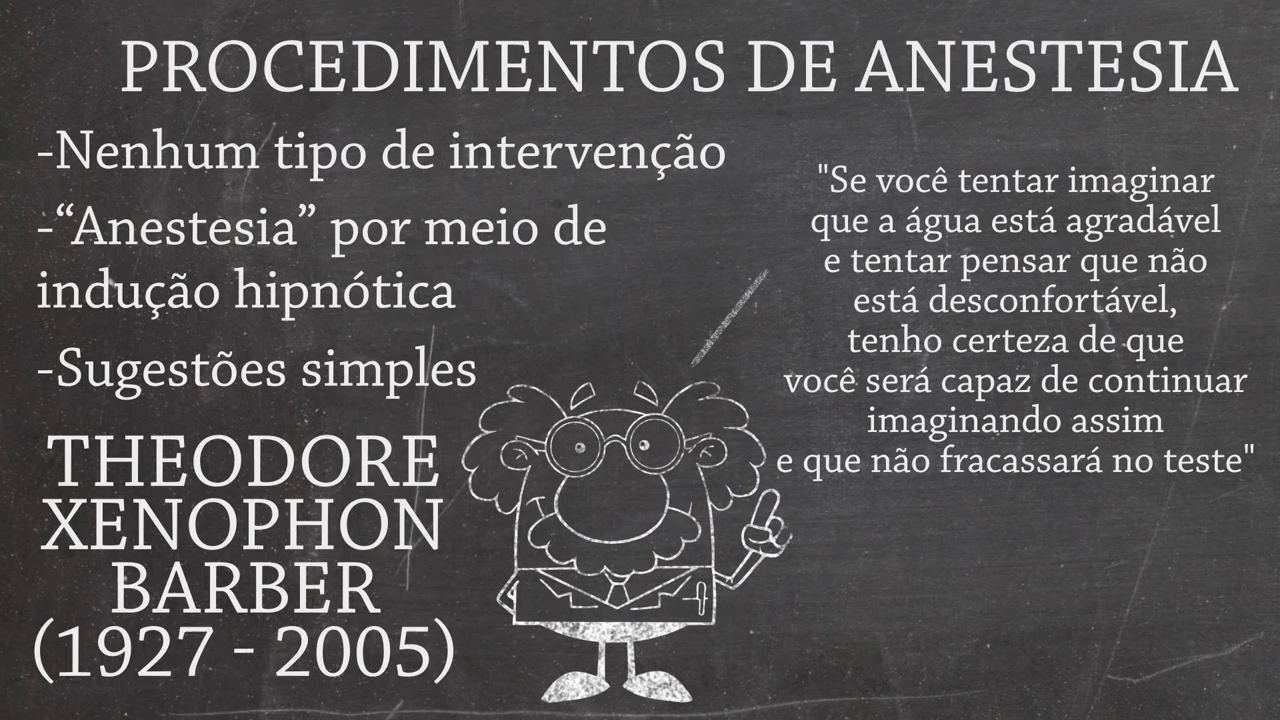 PROCEDIMENTOS DE ANESTESIA
-Nenhum tipo de intervenção
-“Anestesia” por meio de
indução hipnótica
-Sugestões simples
THEODORE
XENOPHON
BARBER
(1927 - 2005)
"Se você tentar imaginar
que a água está agradável
e tentar pensar que não
está desconfortável,
tenho certeza de que
você será capaz de continuar
imaginando assim
e que não fracassará no teste"